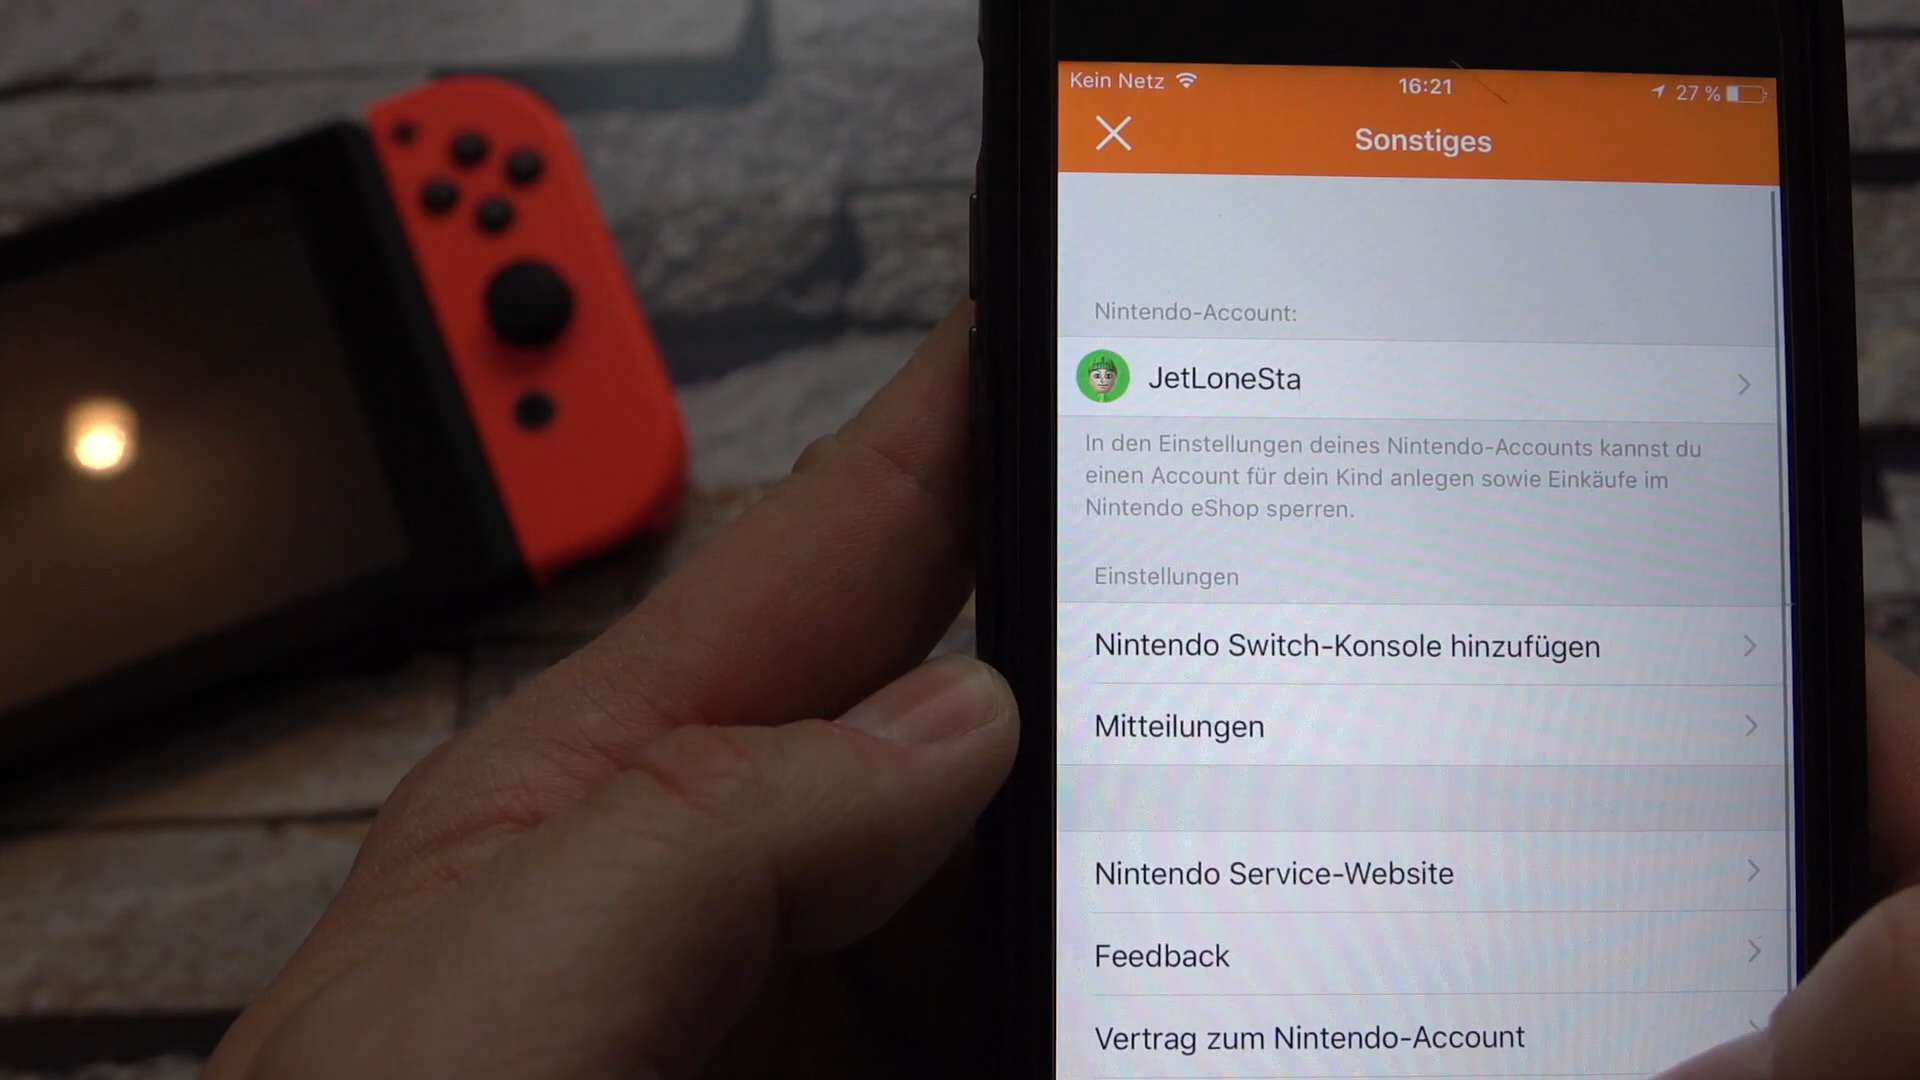 Kein Netz
16:21
27 %
Sonstiges
Nintendo-Account:
JetLoneSta
In den Einstellungen deines Nintendo-Accounts kannst du
einen Account für dein Kind anlegen sowie Einkäufe im
Nintendo eShop sperren.
Einstellungen
Nintendo Switch-Konsole hinzufügen
Mitteilungen
Nintendo Service-Website
Feedback
Vertrag zum Nintendo-Account